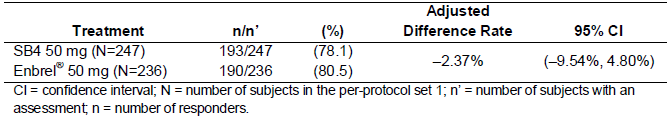 Treatment n/n’ (%) Adjusted Difference Rate 95% CI
SB4 50 mg (N=247) 193/247 (78.1) –2.37% (–9.54%, 4.80%)
Enbrel® 50 mg (N=236) 190/236 (80.5)
CI = confidence interval; N = number of subjects in the per-protocol set 1; n’ = number of subjects with an
assessment; n = number of responders.